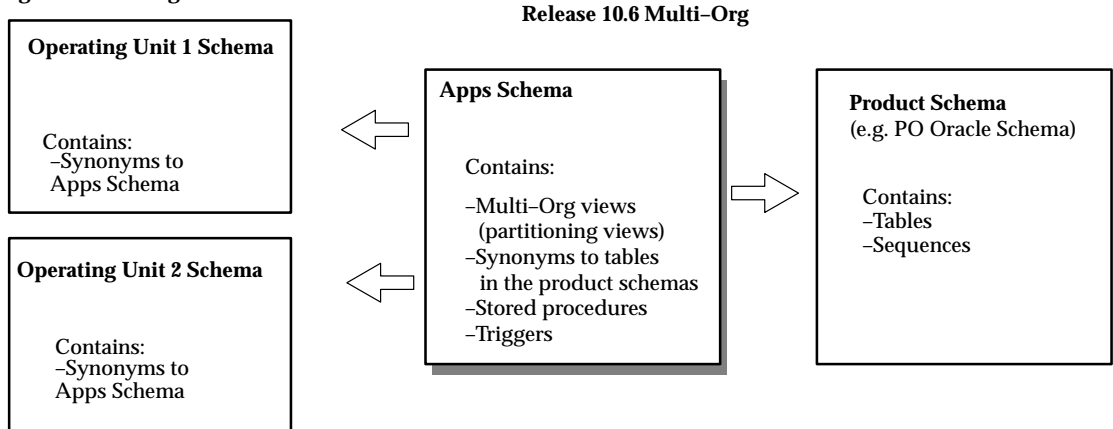 Release 10.6 Multi–Org
Operating Unit 1 Schema
Contains:
–Synonyms to
Apps Schema
Operating Unit 2 Schema
Contains:
–Synonyms to
Apps Schema
Apps Schema
Contains:
–Multi–Org views
(partitioning views)
–Synonyms to tables
in the product schemas
–Stored procedures
–Triggers
Product Schema
(e.g. PO Oracle Schema)
Contains:
–Tables
–Sequences